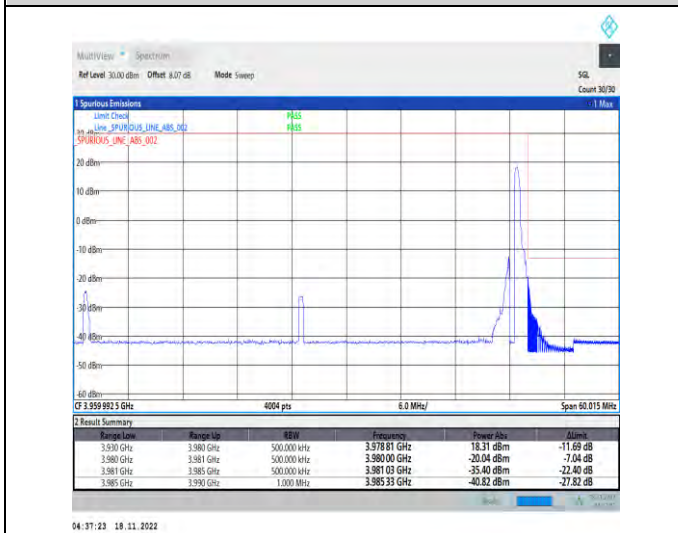 MultiView Spectrum
Ref Level 30.00 dBm Offset 8.07 dB Mode Sweep SGL
Count 30/30
1 Spurious Emissions 1 Max
Limit Check PASS
Line _SPURIOUS_LINE_ABS_002 PASS
_SPURIOUS_LINE_ABS_002
20 dBm
10 dBm
0 dBm
-10 dBm
-20 dBm
-30 dBm
-40 dBm
-50 dBm
-60 dBm
CF 3.959 992 5 GHz 4004 pts 6.0 MHz/ Span 60.015 MHz
2 Result Summary
Range Low Range Up RBW Frequency Power Abs ΔLimit
3.930 GHz 3.980 GHz 500.000 kHz 3.978 81 GHz 18.31 dBm -11.69 dB
3.980 GHz 3.981 GHz 500.000 kHz 3.980 00 GHz -20.04 dBm -7.04 dB
3.981 GHz 3.985 GHz 500.000 kHz 3.981 03 GHz -35.40 dBm -22.40 dB
3.985 GHz 3.990 GHz 1.000 MHz 3.985 33 GHz -40.82 dBm -27.82 dB
04:37:23 18.11.2022